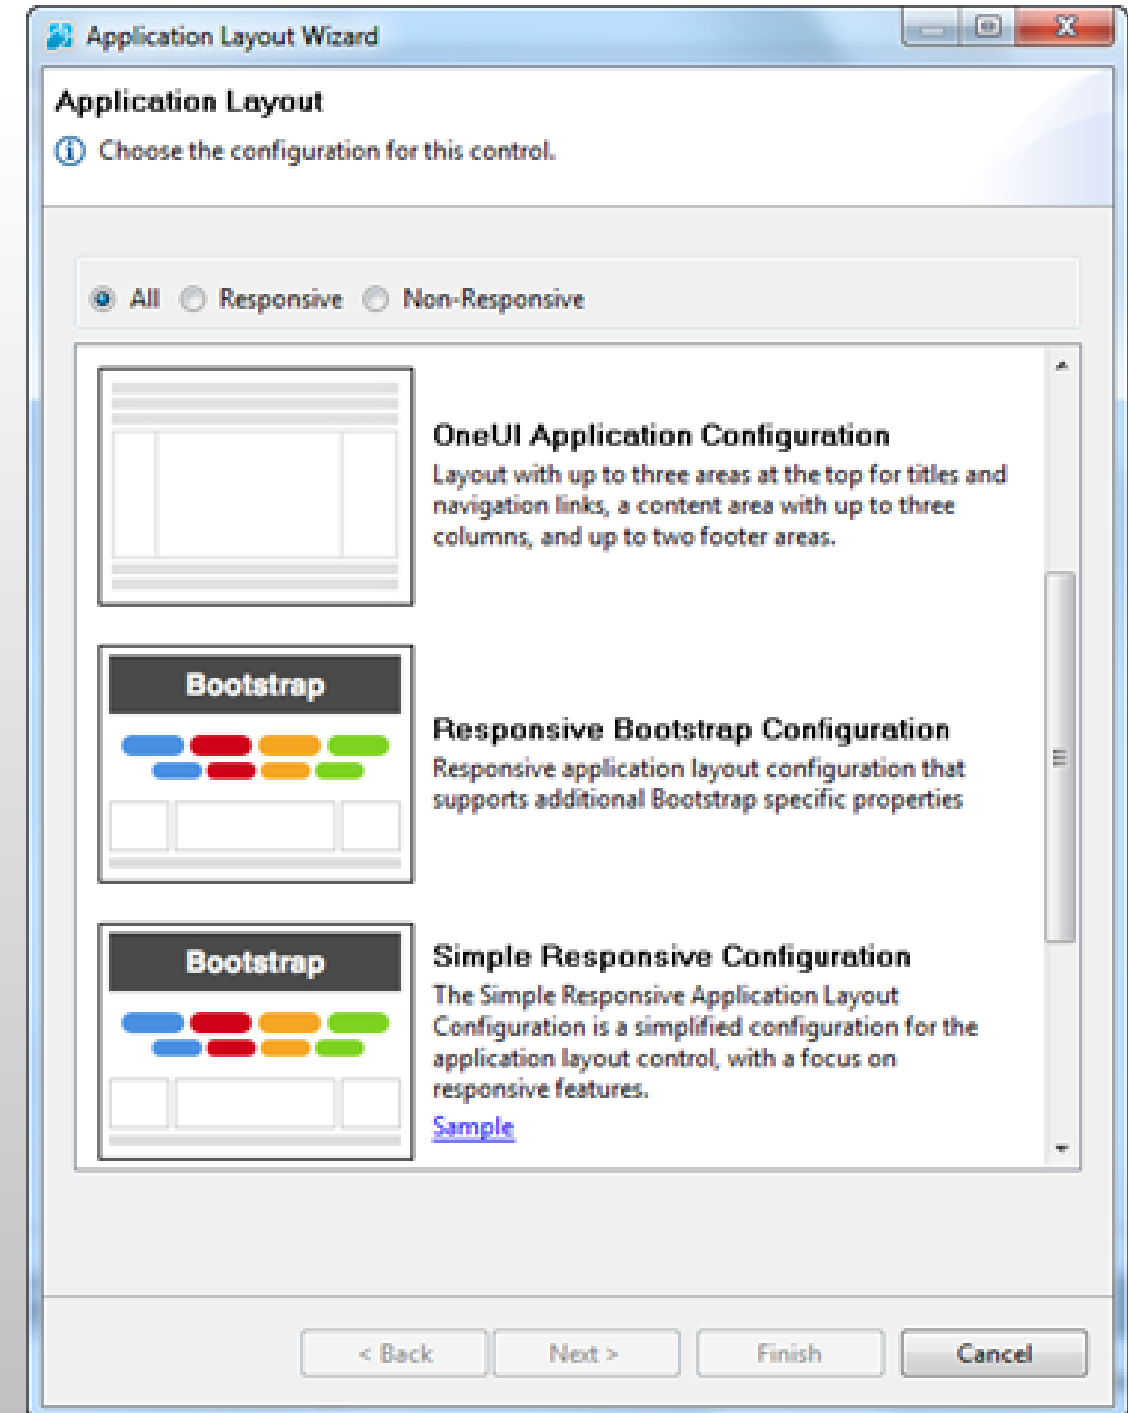 Application Layout Wizard
Application Layout
Choose the configuration for this control.
All Responsive Non-Responsive
OneUI Application Configuration
Layout with up to three areas at the top for titles and
navigation links, a content area with up to three
columns, and up to two footer areas.
Bootstrap
Responsive Bootstrap Configuration
Responsive application layout configuration that
supports additional Bootstrap specific properties
Bootstrap
Simple Responsive Configuration
The Simple Responsive Application Layout
Configuration is a simplified configuration for the
application layout control, with a focus on
responsive features.
Sample
< Back Next > Finish Cancel